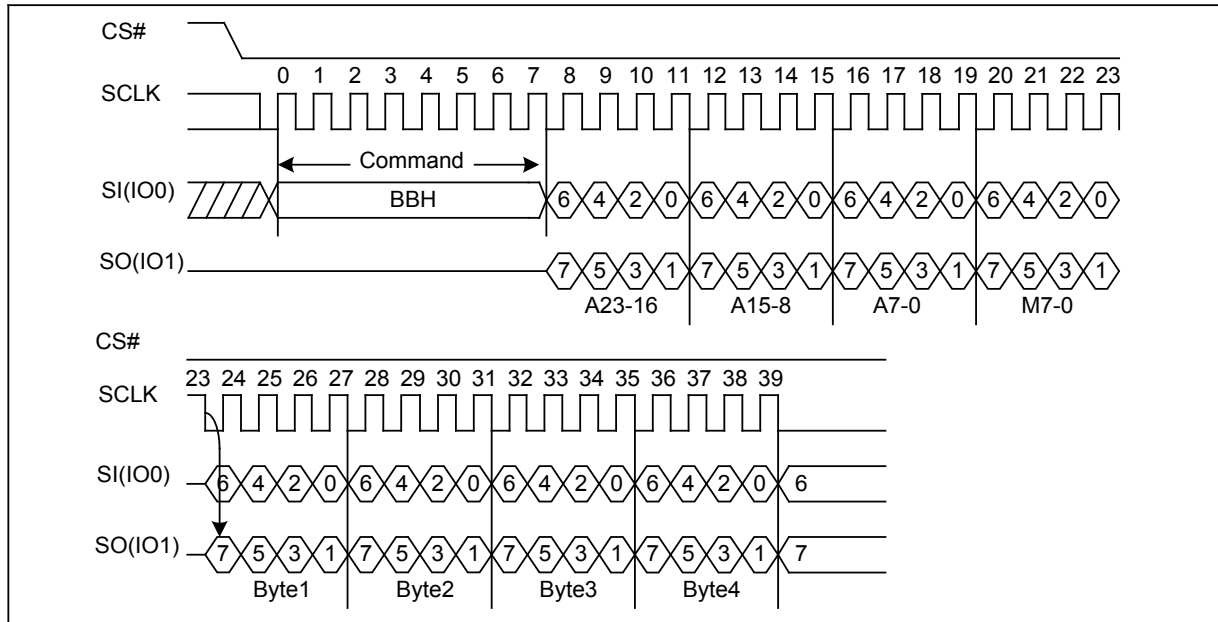 CS#
0 1 2 3 4 5 6 7 8 9 10 11 12 13 14 15 16 17 18 19 20 21 22 23
SCLK
Command
SI(IO0) BBH 6 4 2 0 6 4 2 0 6 4 2 0 6 4 2 0
SO(IO1) 7 5 3 1 7 5 3 1 7 5 3 1 7 5 3 1
A23-16 A15-8 A7-0 M7-0
CS#
23 24 25 26 27 28 29 30 31 32 33 34 35 36 37 38 39
SCLK
SI(IO0) 6 4 2 0 6 4 2 0 6 4 2 0 6 4 2 0 6
SO(IO1) 7 5 3 1 7 5 3 1 7 5 3 1 7 5 3 1 7
Byte1 Byte2 Byte3 Byte4